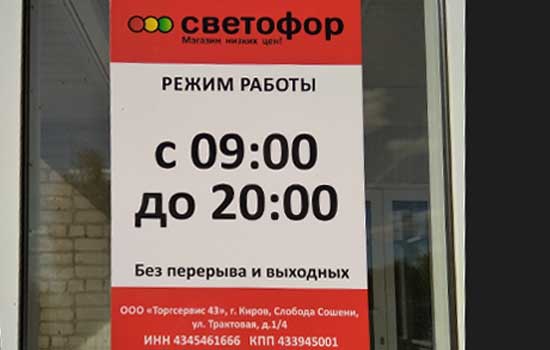 светофор
Магазин низких цен!
РЕЖИМ РАБОТЫ
с 09:00
до 20:00
Без перерыва и выходных
ООО «Торгсервис 43», г. Киров, Слобода Сошени,
ул. Трактовая, д.1/4
ИНН 4345461666 КПП 433945001